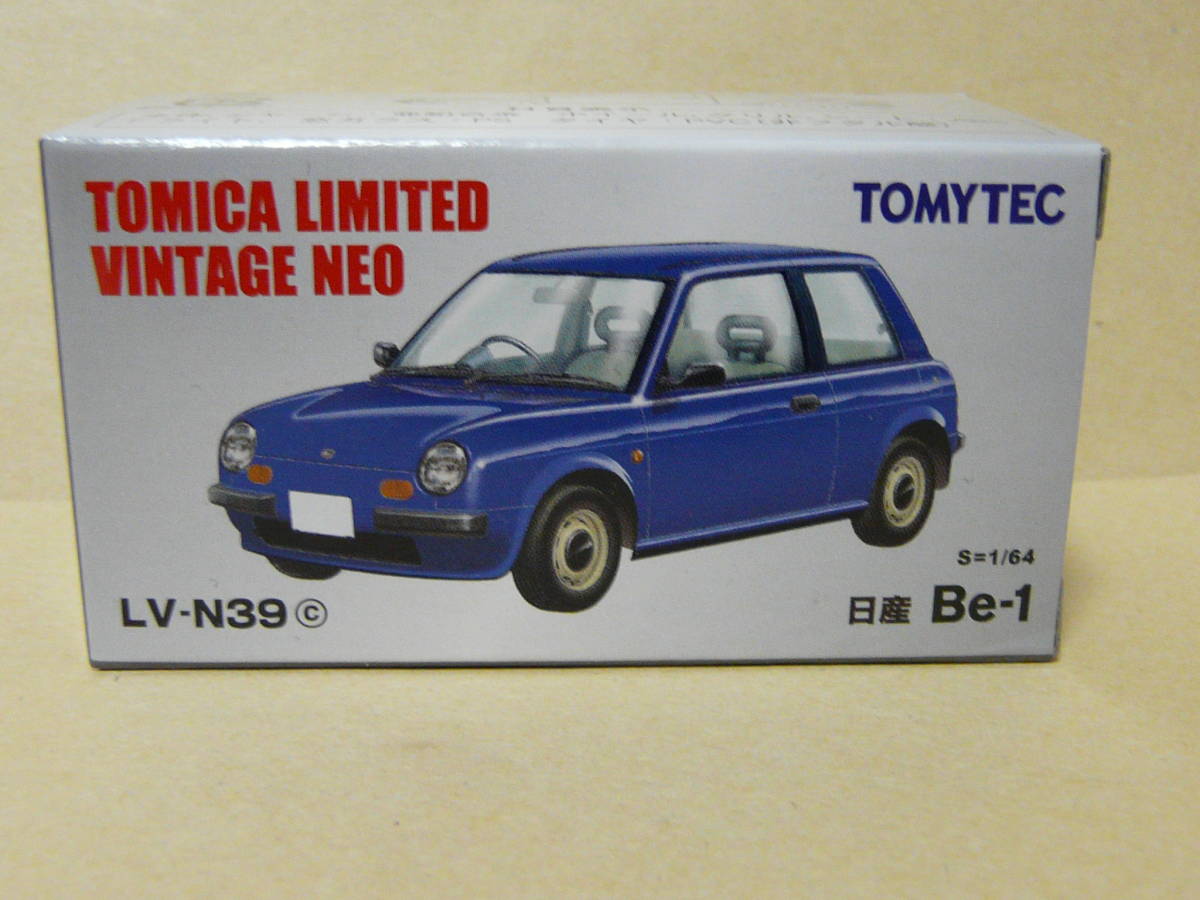 TOMICA LIMITED
VINTAGE NEO
TOMYTEC
S=1/64
LV-N39 ⓒ
日産 Be-1